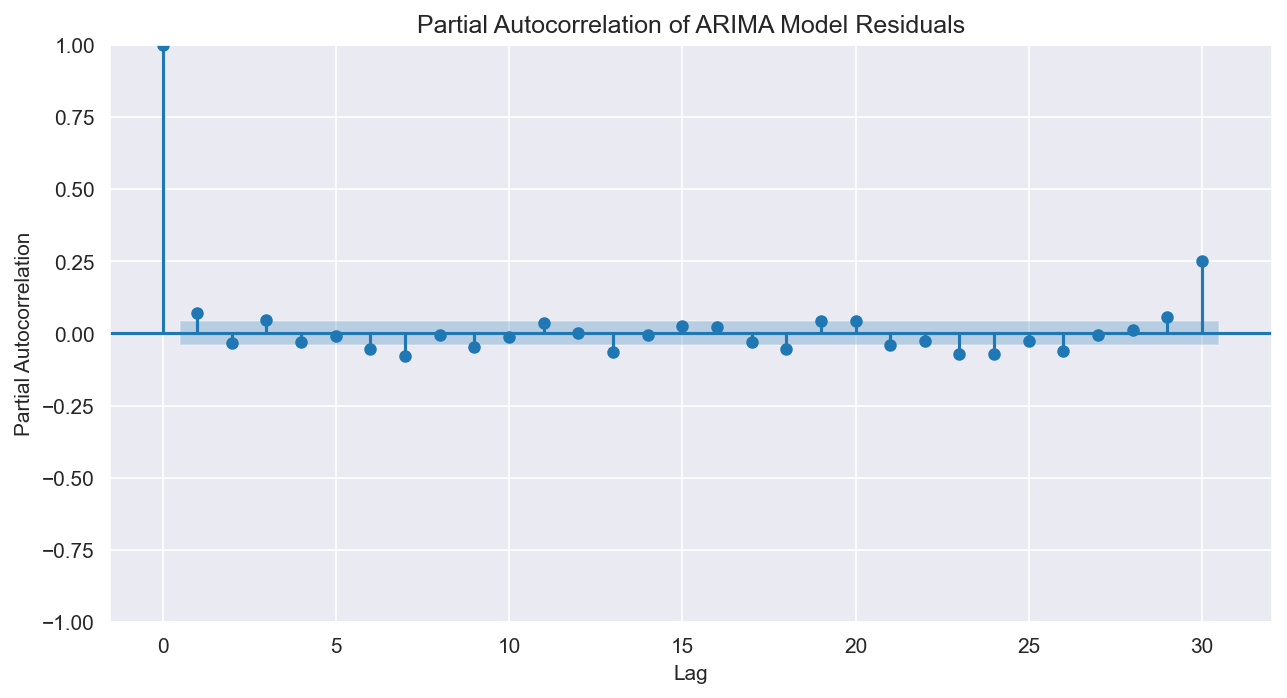 Partial Autocorrelation of ARIMA Model Residuals
1.00
0.75
0.50
0.25
0.00
−0.25
−0.50
−0.75
−1.00
Partial Autocorrelation
0 5 10 15 20 25 30
Lag